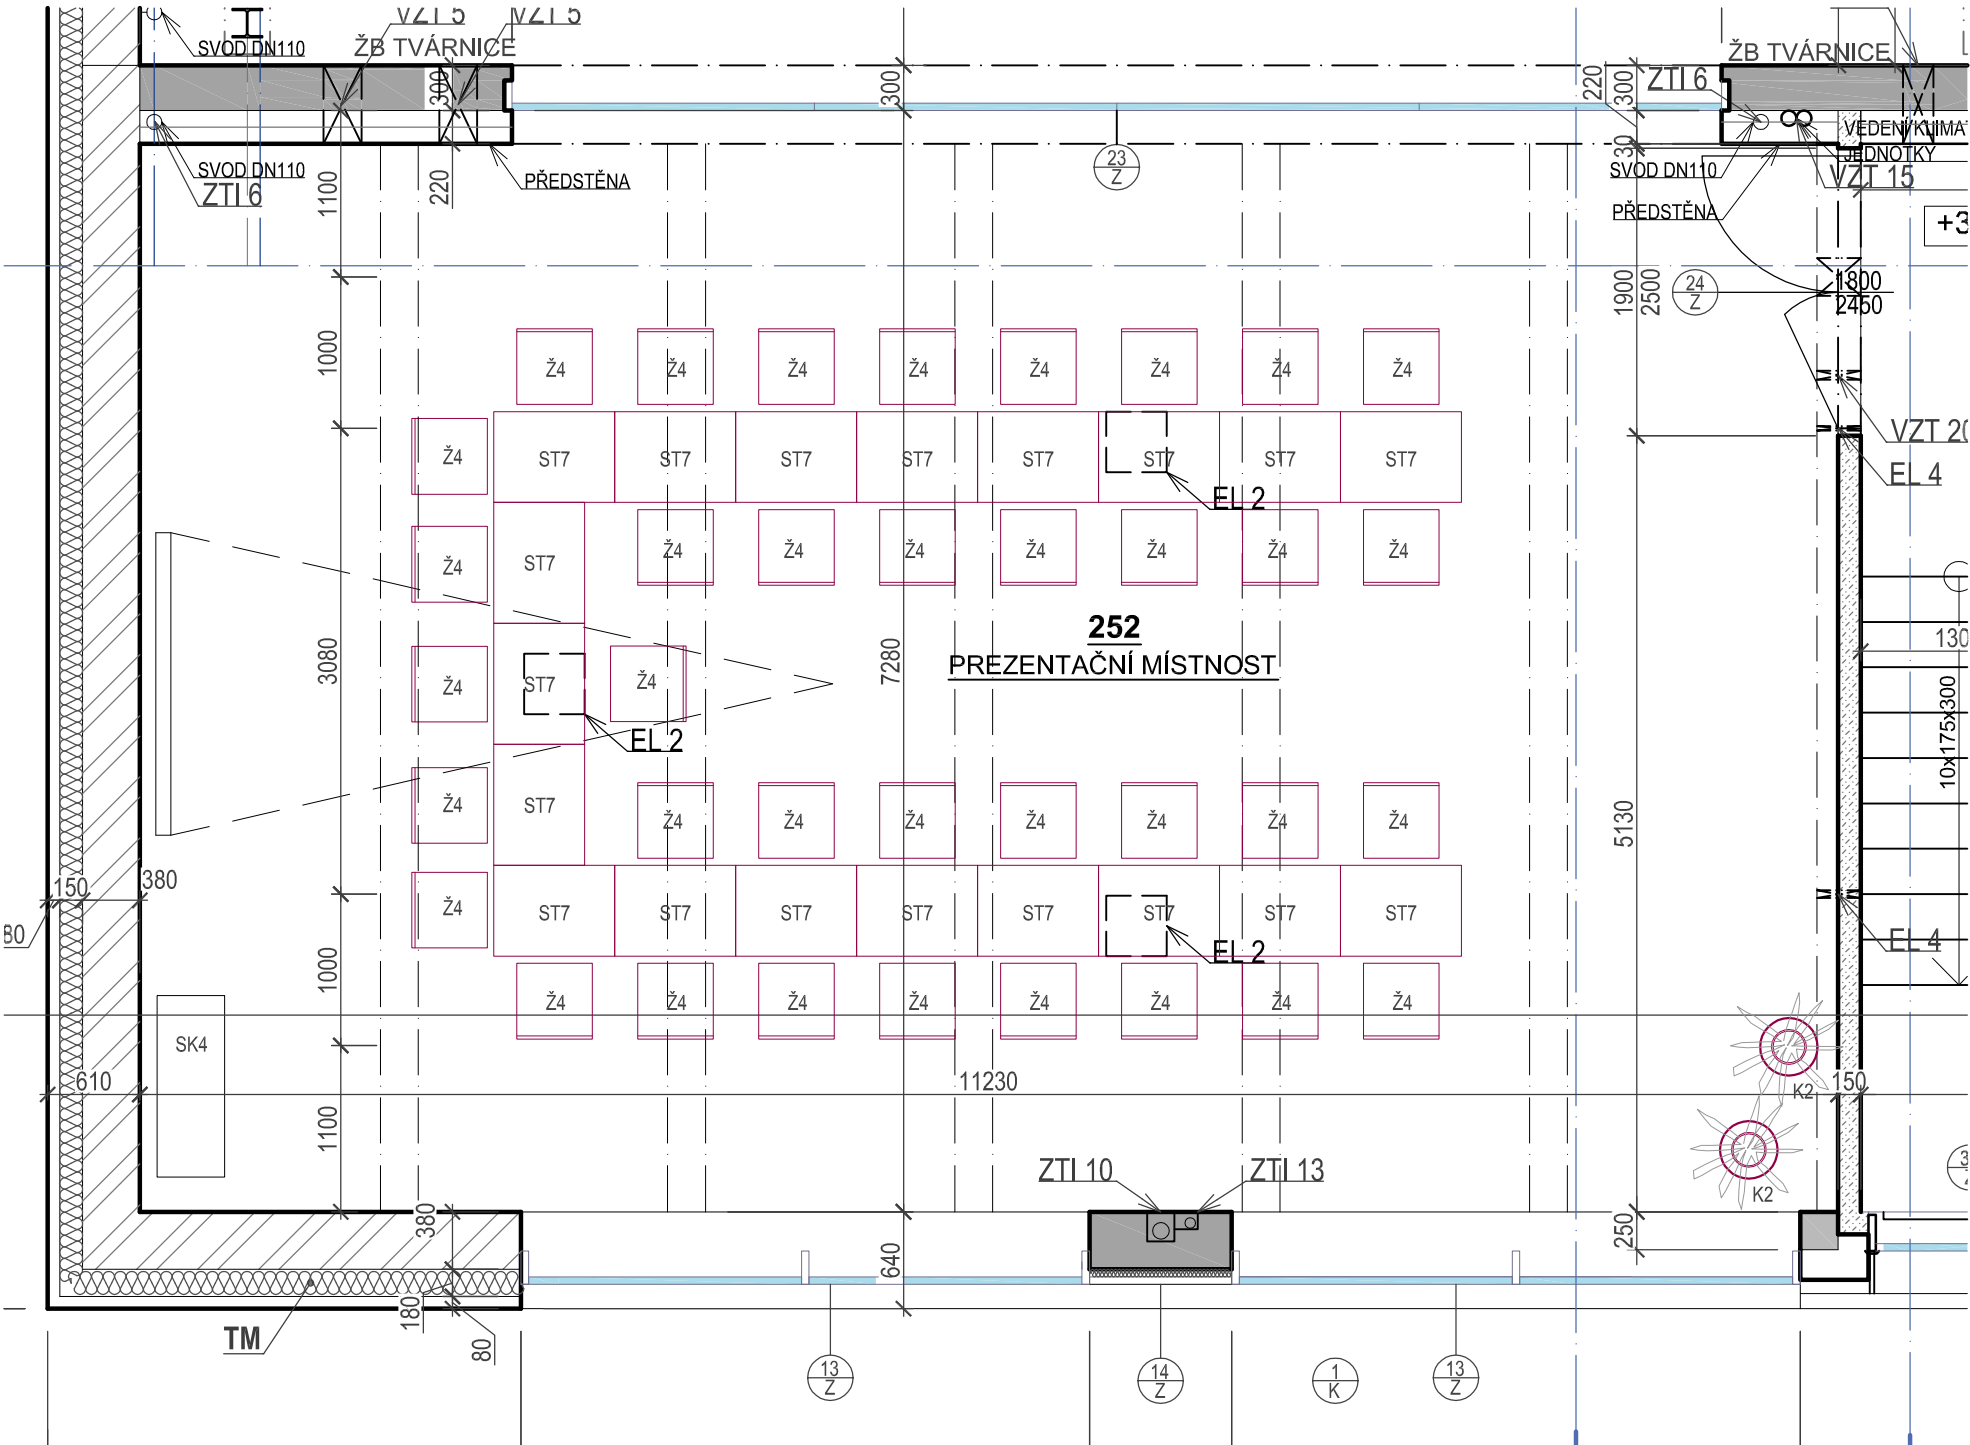 VZT 5
VZT 5
SVOD DN110
ŽB TVÁRNICE
ŽB TVÁRNICE
300
300
220
300
ZTI 6
VEDENÍ KLIMA
JEDNOTKY
30
SVOD DN110
VZT 15
23
Z
SVOD DN110
ZTI 6
PŘEDSTĚNA
1100
220
PŘEDSTĚNA
+3
1900
2500
24
Z
1800
2450
1000
Ž4 Ž4 Ž4 Ž4 Ž4 Ž4 Ž4 Ž4
VZT 20
Ž4 ST7 ST7 ST7 ST7 ST7 ST7 ST7 ST7
EL 4
EL 2
Ž4 ST7 Ž4 Ž4 Ž4 Ž4 Ž4 Ž4 Ž4
252
PREZENTAČNÍ MÍSTNOST
130
3080
7280
Ž4 ST7 Ž4
EL 2
10x175x300
5130
Ž4 ST7 Ž4 Ž4 Ž4 Ž4 Ž4 Ž4 Ž4
150
380
Ž4 ST7 ST7 ST7 ST7 ST7 ST7 ST7 ST7
80
EL 2
EL 4
1000
Ž4 Ž4 Ž4 Ž4 Ž4 Ž4 Ž4 Ž4
SK4
610
11230
K2
150
1100
ZTI 10
ZTI 13
K2
380
640
250
180
80
TM
13
Z
14
Z
1
K
13
Z
3